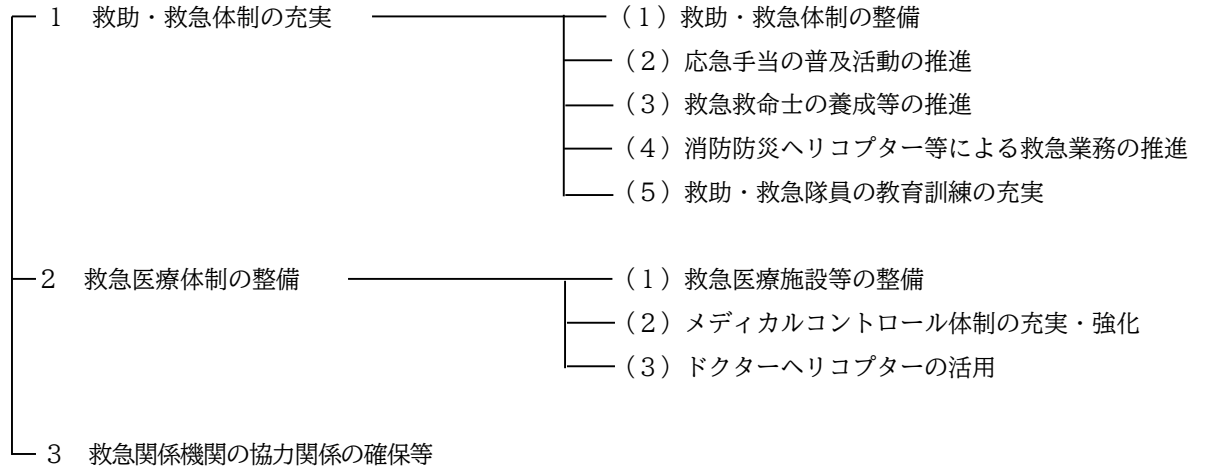 １　救助・救急体制の充実
（１）救助・救急体制の整備
（２）応急手当の普及活動の推進
（３）救急救命士の養成等の推進
（４）消防防災ヘリコプター等による救急業務の推進
（５）救助・救急隊員の教育訓練の充実
２　救急医療体制の整備
（１）救急医療施設等の整備
（２）メディカルコントロール体制の充実・強化
（３）ドクターヘリコプターの活用
３　救急関係機関の協力関係の確保等